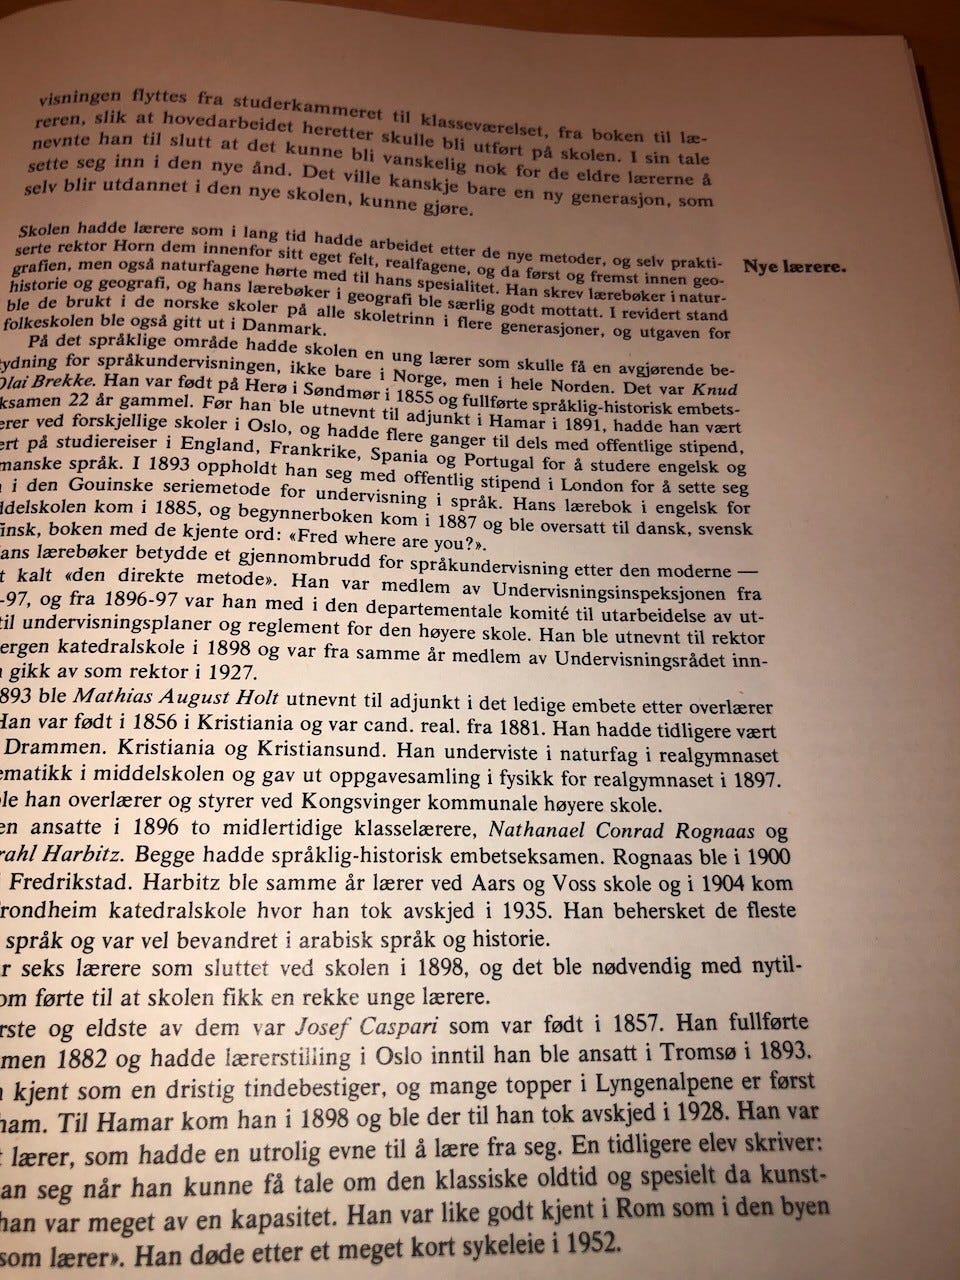 visningen flyttes fra studerkammeret til klasseværelset, fra boken til læ-
reren, slik at hovedarbeidet heretter skulle bli utført på skolen. I sin tale
nevnte han til slutt at det kunne bli vanskelig nok for de eldre lærerne å
sette seg inn i den nye ånd. Det ville kanskje bare en ny generasjon, som
selv blir utdannet i den nye skolen, kunne gjøre.
Nye lærere.
Skolen hadde lærere som i lang tid hadde arbeidet etter de nye metoder, og selv prakti-
serte rektor Horn dem innenfor sitt eget felt, realfagene, og da først og fremst innen geo-
grafien, men også naturfagene hørte med til hans spesialitet. Han skrev lærebøker i natur-
historie og geografi, og hans lærebøker i geografi ble særlig godt mottatt. I revidert stand
ble de brukt i de norske skoler på alle skoletrinn i flere generasjoner, og utgaven for
folkeskolen ble også gitt ut i Danmark.
På det språklige område hadde skolen en ung lærer som skulle få en avgjørende be-
tydning for språkundervisningen, ikke bare i Norge, men i hele Norden. Det var Knud
Olai Brekke. Han var født på Herø i Søndmør i 1855 og fullførte språklig-historisk embets-
ksamen 22 år gammel. Før han ble utnevnt til adjunkt i Hamar i 1891, hadde han vært
ærer ved forskjellige skoler i Oslo, og hadde flere ganger til dels med offentlige stipend,
ært på studiereiser i England, Frankrike, Spania og Portugal for å studere engelsk og
manske språk. I 1893 oppholdt han seg med offentlig stipend i London for å sette seg
i den Gouinske seriemetode for undervisning i språk. Hans lærebok i engelsk for
ddelskolen kom i 1885, og begynnerboken kom i 1887 og ble oversatt til dansk, svensk
finsk, boken med de kjente ord: «Fred where are you?».
ans lærebøker betydde et gjennombrudd for språkundervisning etter den moderne —
t kalt «den direkte metode». Han var medlem av Undervisningsinspeksjonen fra
-97, og fra 1896-97 var han med i den departementale komité til utarbeidelse av ut-
til undervisningsplaner og reglement for den høyere skole. Han ble utnevnt til rektor
ergen katedralskole i 1898 og var fra samme år medlem av Undervisningsrådet inn-
gikk av som rektor i 1927.
893 ble Mathias August Holt utnevnt til adjunkt i det ledige embete etter overlærer
Han var født i 1856 i Kristiania og var cand. real. fra 1881. Han hadde tidligere vært
Drammen. Kristiania og Kristiansund. Han underviste i naturfag i realgymnaset
ematikk i middelskolen og gav ut oppgavesamling i fysikk for realgymnaset i 1897.
ble han overlærer og styrer ved Kongsvinger kommunale høyere skole.
en ansatte i 1896 to midlertidige klasselærere, Nathanael Conrad Rognaas og
rahl Harbitz. Begge hadde språklig-historisk embetseksamen. Rognaas ble i 1900
i Fredrikstad. Harbitz ble samme år lærer ved Aars og Voss skole og i 1904 kom
rondheim katedralskole hvor han tok avskjed i 1935. Han behersket de fleste
språk og var vel bevandret i arabisk språk og historie.
r seks lærere som sluttet ved skolen i 1898, og det ble nødvendig med nytil-
om førte til at skolen fikk en rekke unge lærere.
rste og eldste av dem var Josef Caspari som var født i 1857. Han fullførte
men 1882 og hadde lærerstilling i Oslo inntil han ble ansatt i Tromsø i 1893.
kjent som en dristig tindebestiger, og mange topper i Lyngenalpene er først
ham. Til Hamar kom han i 1898 og ble der til han tok avskjed i 1928. Han var
t lærer, som hadde en utrolig evne til å lære fra seg. En tidligere elev skriver:
an seg når han kunne få tale om den klassiske oldtid og spesielt da kunst-
han var meget av en kapasitet. Han var like godt kjent i Rom som i den byen
som lærer». Han døde etter et meget kort sykeleie i 1952.